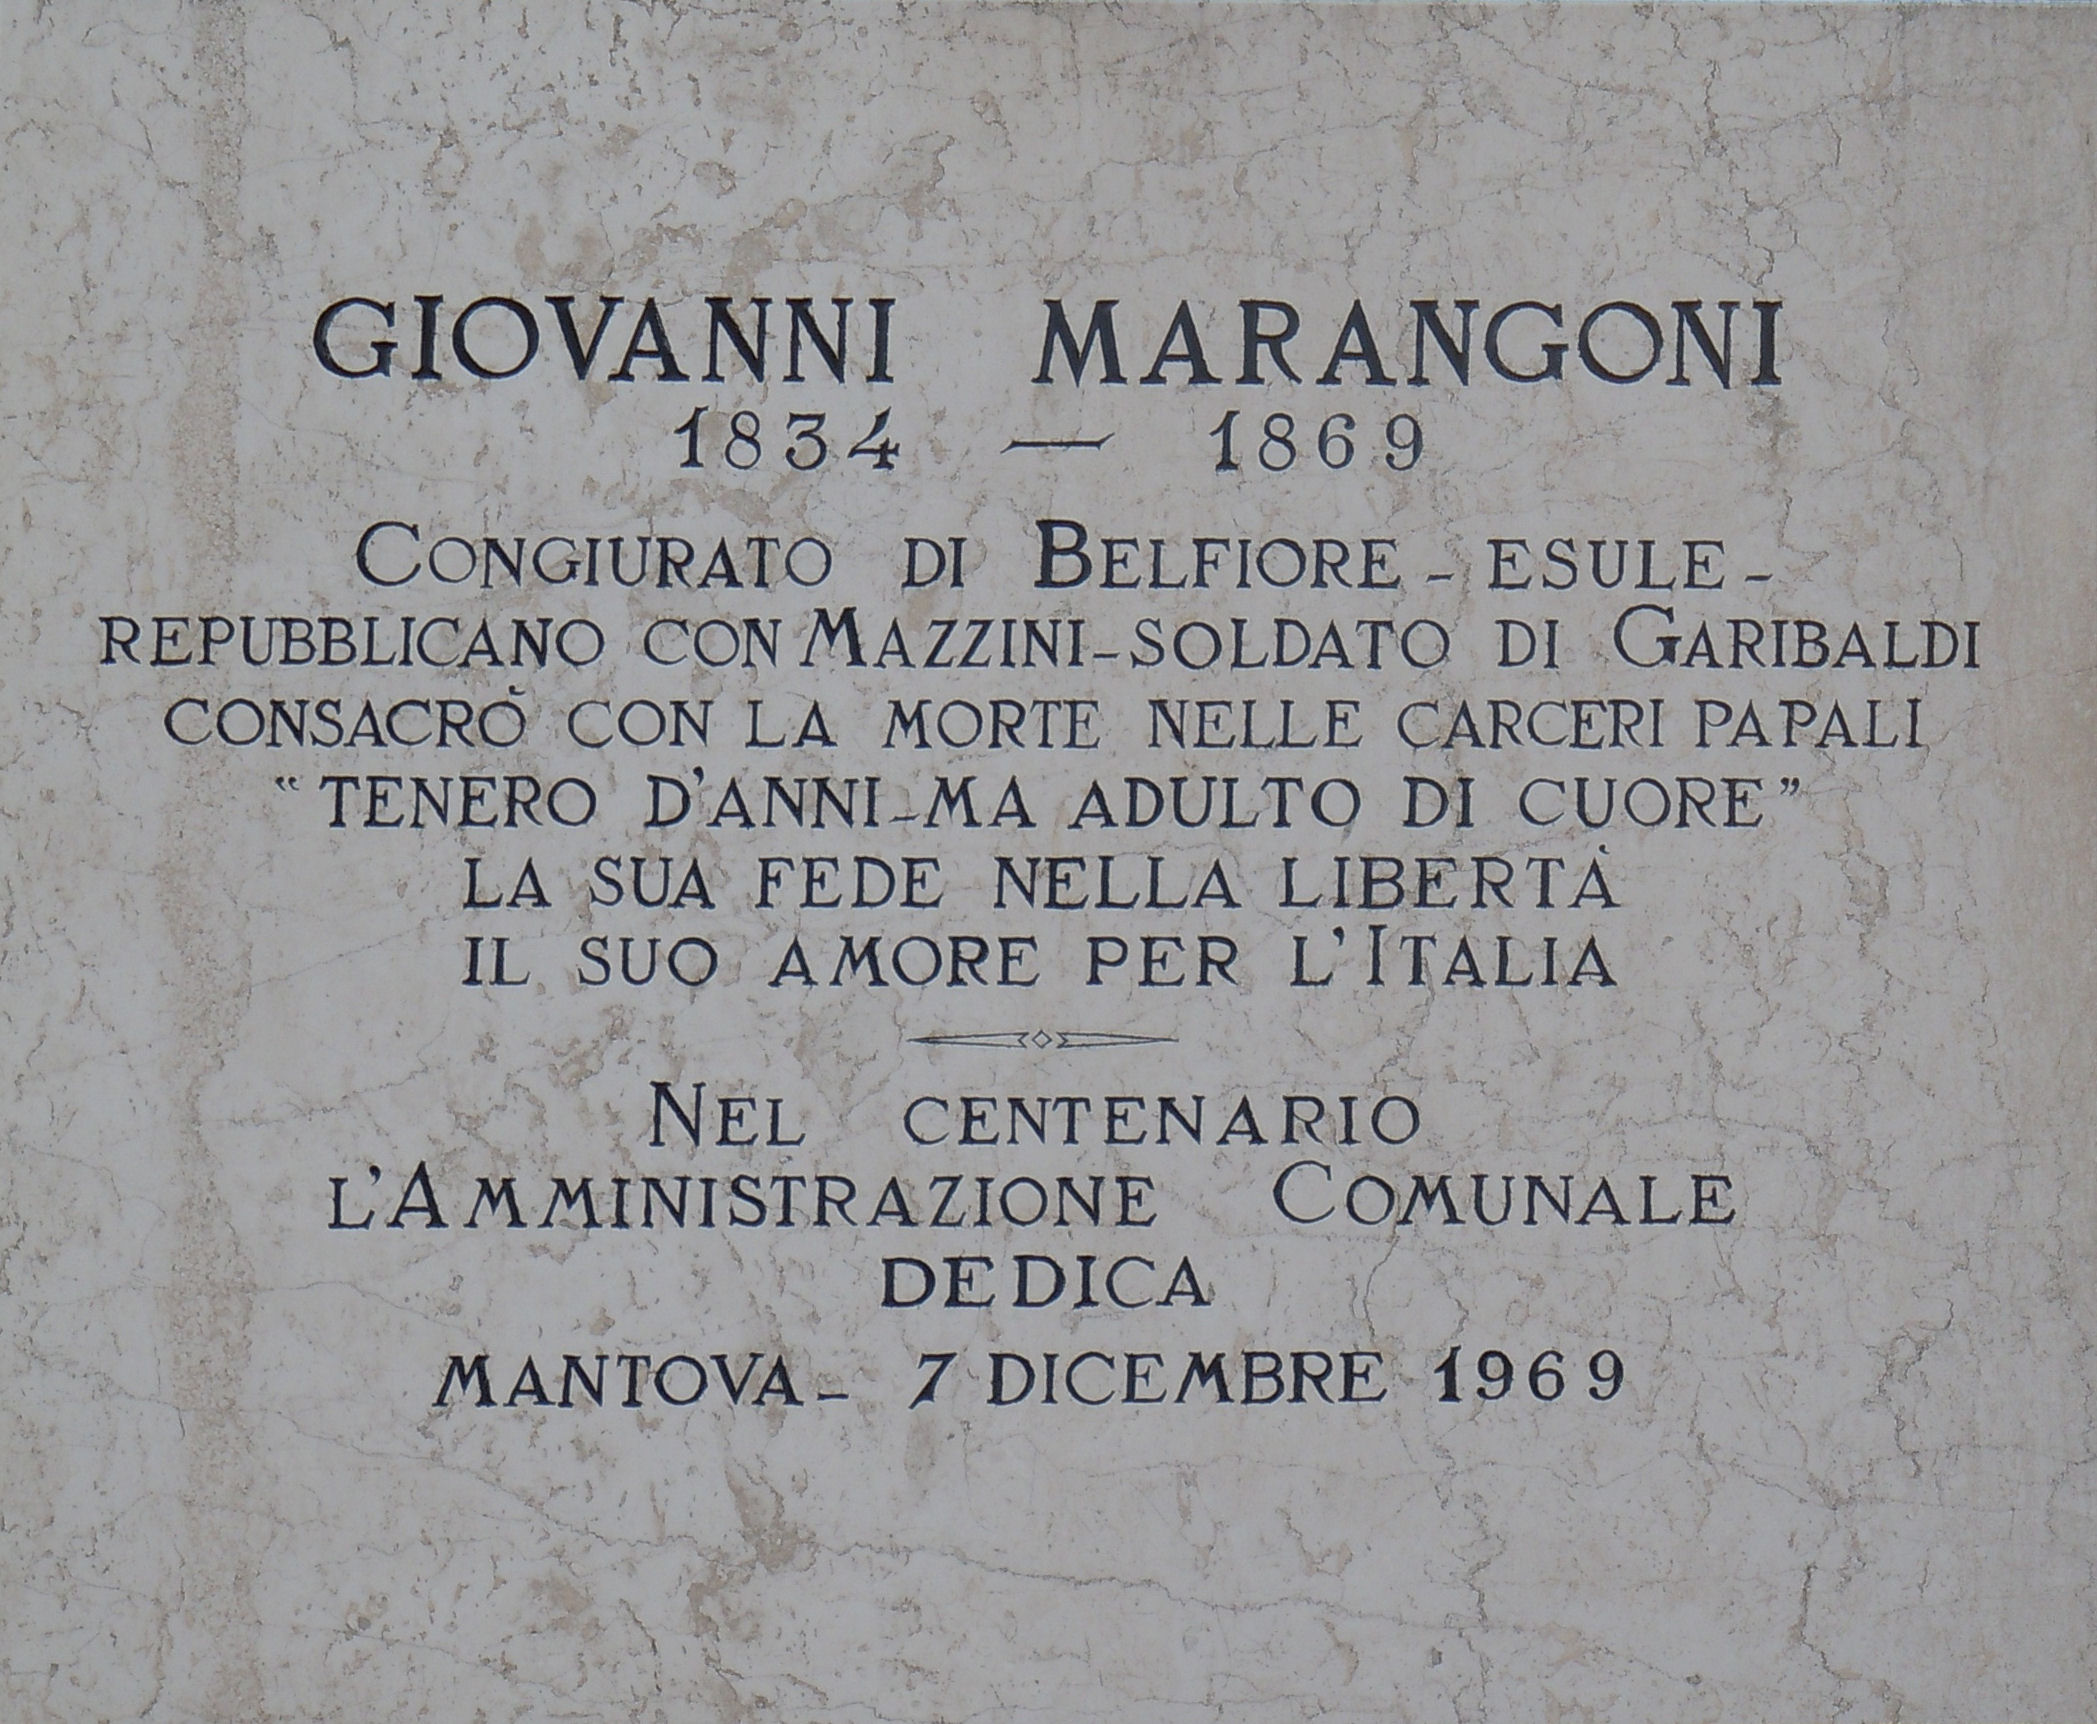 GIOVANNI MARANGONI
1834 — 1869
CONGIURATO DI BELFIORE - ESULE -
REPUBBLICANO CON MAZZINI - SOLDATO DI GARIBALDI
CONSACRÒ CON LA MORTE NELLE CARCERI PAPALI
“TENERO D'ANNI - MA ADULTO DI CUORE”
LA SUA FEDE NELLA LIBERTÀ
IL SUO AMORE PER L'ITALIA
NEL CENTENARIO
L'AMMINISTRAZIONE COMUNALE
DEDICA
MANTOVA - 7 DICEMBRE 1969